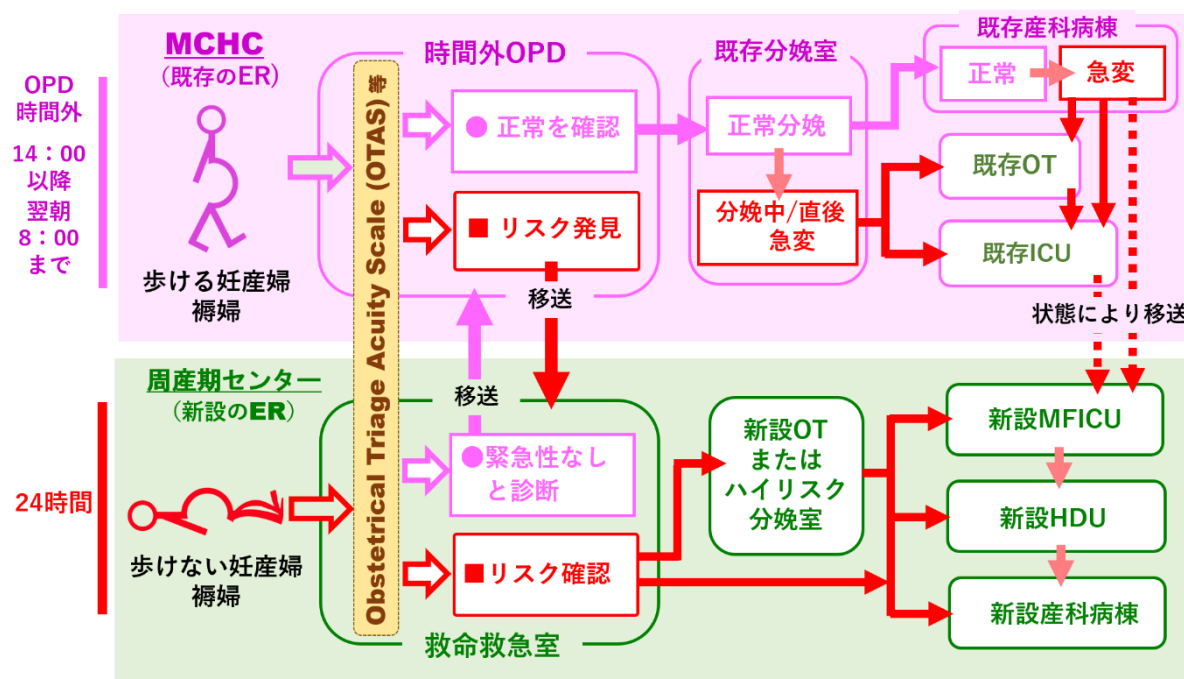 MCHC
（既存のER）
OPD
時間外
14：00
以降
翌朝
8：00
まで
歩ける妊産婦
褥婦
Obstetrical Triage Acuity Scale (OTAS) 等
時間外OPD
● 正常を確認
■ リスク発見
移送
既存分娩室
正常分娩
分娩中/直後
急変
既存産科病棟
正常
急変
既存OT
既存ICU
状態により移送
周産期センター
（新設のER）
24時間
歩けない妊産婦
褥婦
移送
●緊急性なし
と診断
■リスク確認
救命救急室
新設OT
または
ハイリスク
分娩室
新設MFICU
新設HDU
新設産科病棟